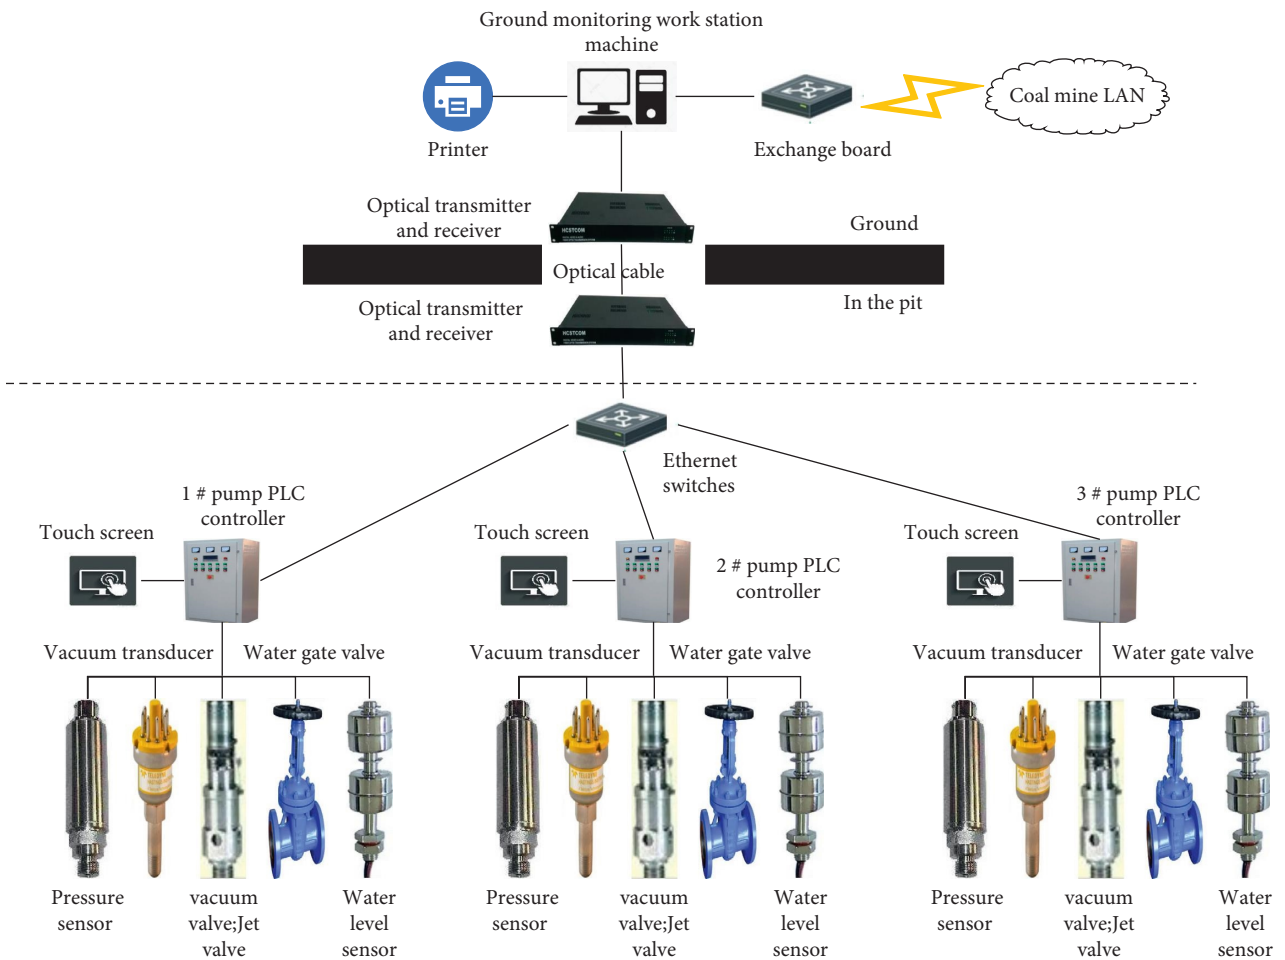 Ground monitoring work station
machine
Coal mine LAN
Printer
Exchange board
Optical transmitter
and receiver
Ground
HCSTCOM
Optical cable
In the pit
Optical transmitter
and receiver
HCSTCOM
Ethernet
switches
1 # pump PLC
controller
3 # pump PLC
controller
Touch screen
Touch screen
Touch screen
2 # pump PLC
controller
Vacuum transducer
Water gate valve
Vacuum transducer
Water gate valve
Vacuum transducer
Water gate valve
Pressure
sensor
vacuum
valve;Jet
valve
Water
level
sensor
Pressure
sensor
vacuum
valve;Jet
valve
Water
level
sensor
Pressure
sensor
vacuum
valve;Jet
valve
Water
level
sensor